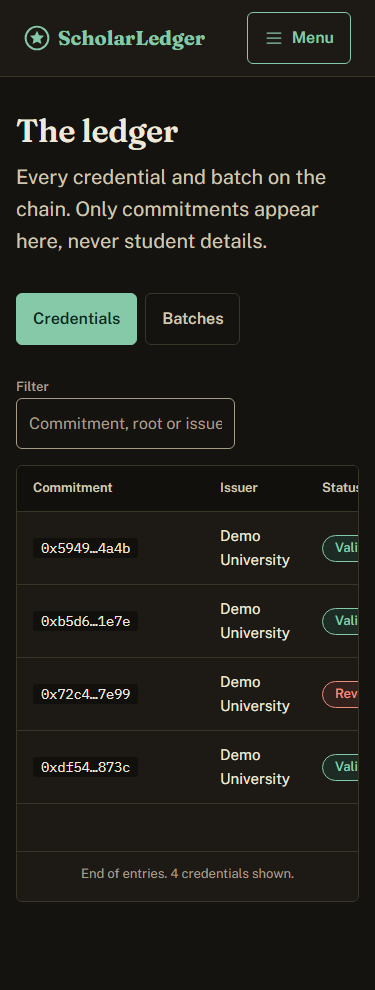 ScholarLedger
Menu
The ledger
Every credential and batch on the
chain. Only commitments appear
here, never student details.
Credentials
Batches
Filter
Commitment, root or issue
Commitment
Issuer
Status
0x5949…4a4b
Demo
University
Vali
0xb5d6…1e7e
Demo
University
Vali
0x72c4…7e99
Demo
University
Rev
0xdf54…873c
Demo
University
Vali
End of entries. 4 credentials shown.